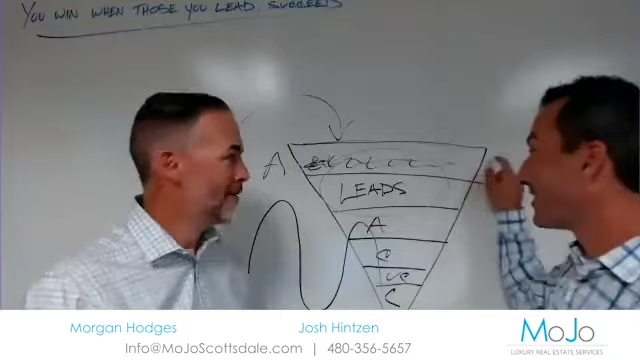 YOU WIN WHEN THOSE YOU LEAD SUCCEED
A
LEADS
A
C
UC
C
Morgan Hodges Josh Hintzen
Info@MoJoScottsdale.com | 480-356-5657
MoJo
LUXURY REAL ESTATE SERVICES